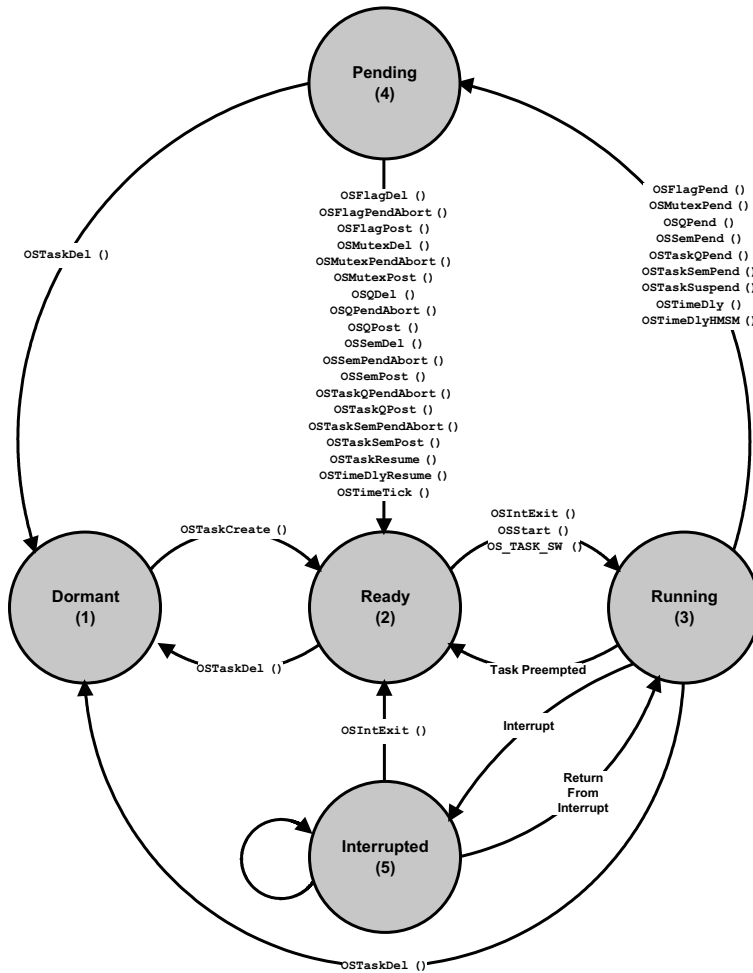 Pending
(4)
OSTaskDel ()
OSFlagDel ()
OSFlagPendAbort ()
OSFlagPost ()
OSMutexDel ()
OSMutexPendAbort ()
OSMutexPost ()
OSQDel ()
OSQPendAbort ()
OSQPost ()
OSSemDel ()
OSSemPendAbort ()
OSSemPost ()
OSTaskQPendAbort ()
OSTaskQPost ()
OSTaskSemPendAbort ()
OSTaskSemPost ()
OSTaskResume ()
OSTimeDlyResume ()
OSTimeTick ()
OSFlagPend ()
OSMutexPend ()
OSQPend ()
OSSemPend ()
OSTaskQPend ()
OSTaskSemPend ()
OSTaskSuspend ()
OSTimeDly ()
OSTimeDlyHMSM ()
OSTaskCreate ()
OSIntExit ()
OSStart ()
OS_TASK_SW ()
Dormant
(1)
Ready
(2)
Running
(3)
OSTaskDel ()
Task Preempted
OSIntExit ()
Interrupt
Return
From
Interrupt
Interrupted
(5)
OSTaskDel ()